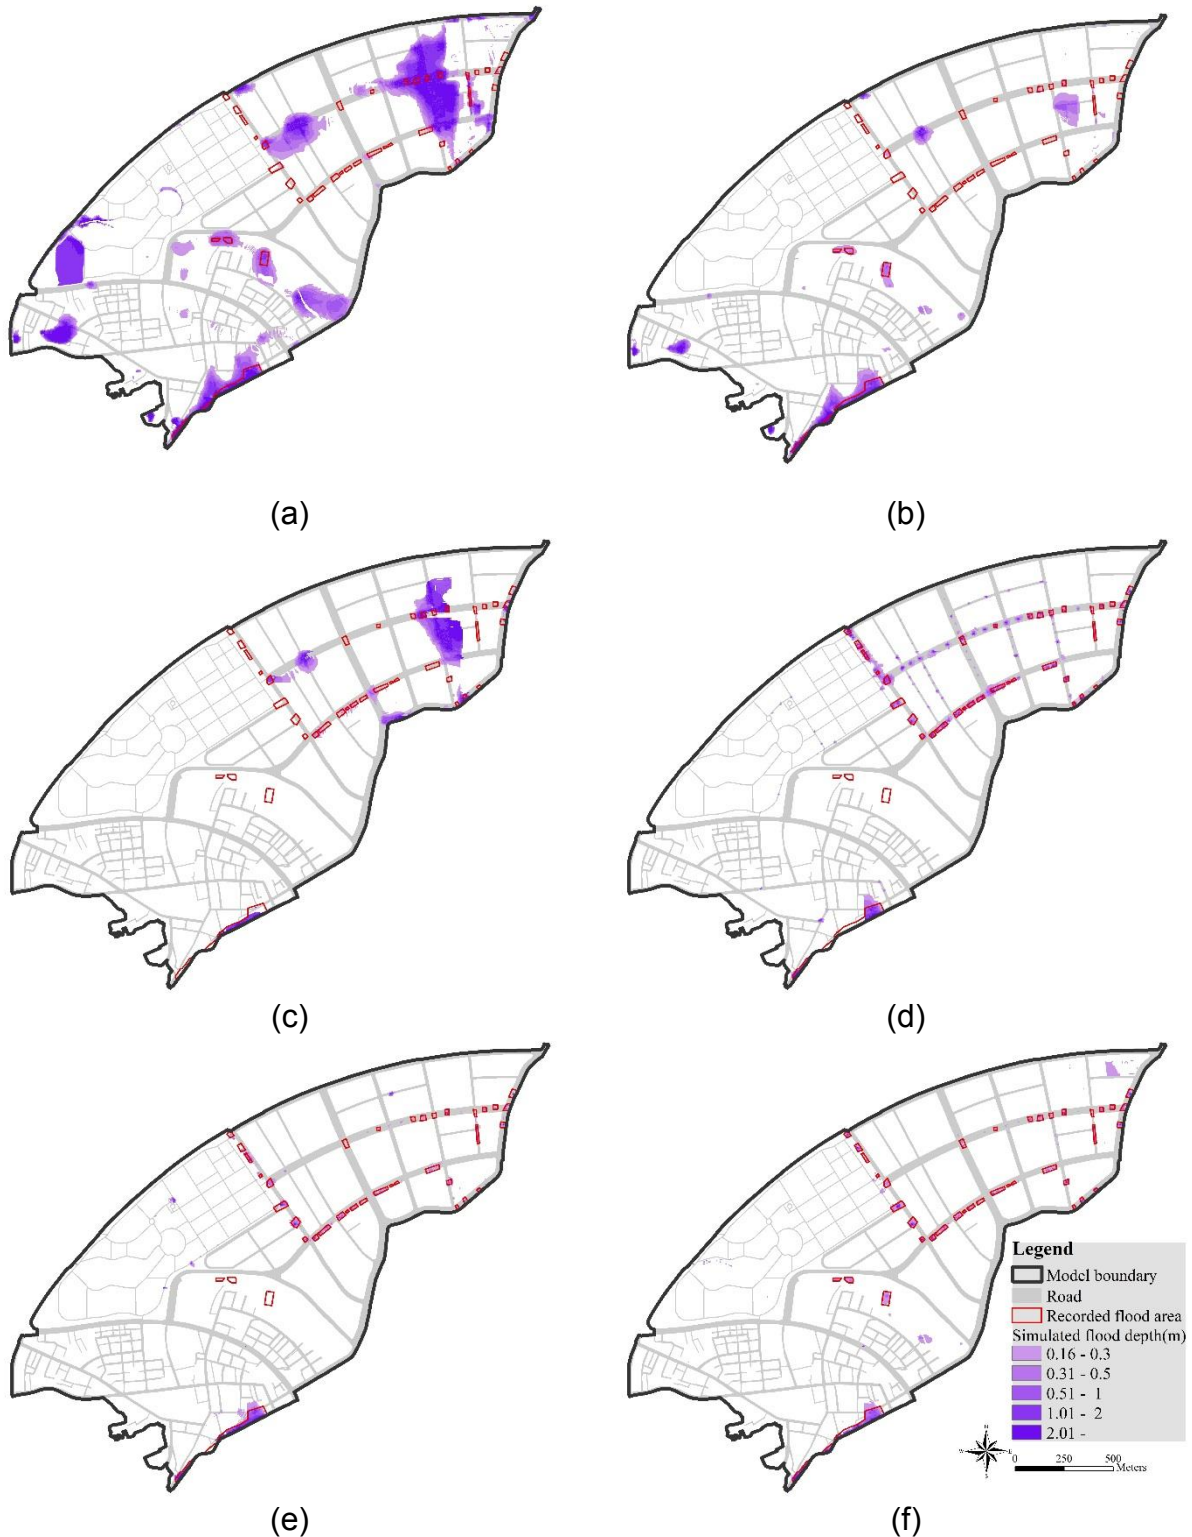 (a)
(b)
(c)
(d)
Legend
Model boundary
Road
Recorded flood area
Simulated flood depth(m)
0.16 - 0.3
0.31 - 0.5
0.51 - 1
1.01 - 2
2.01 -
N
W
E
S
0 250 500
Meters
(e)
(f)